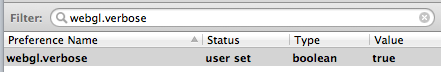 Filter: webgl.verbose
Preference Name Status Type Value
webgl.verbose user set boolean true